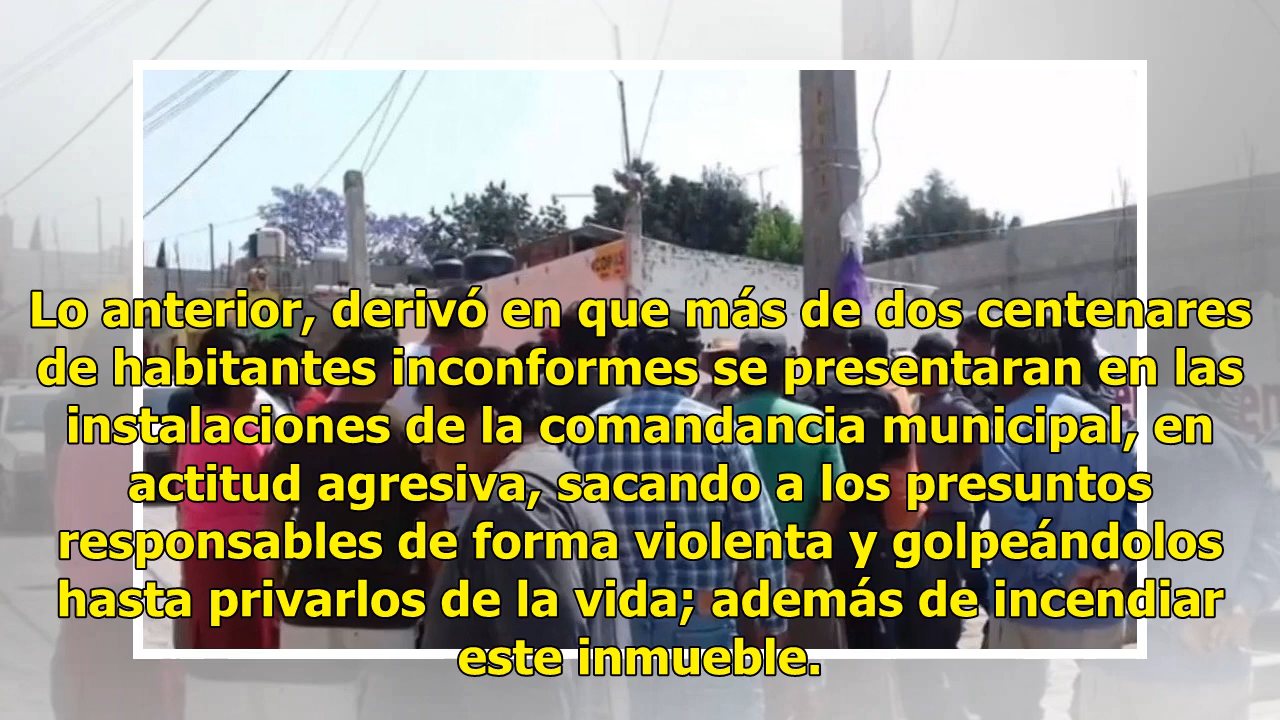 Lo anterior, derivó en que más de dos centenares
de habitantes inconformes se presentaran en las
instalaciones de la comandancia municipal, en
actitud agresiva, sacando a los presuntos
responsables de forma violenta y golpeándolos
hasta privarlos de la vida; además de incendiar
este inmueble.